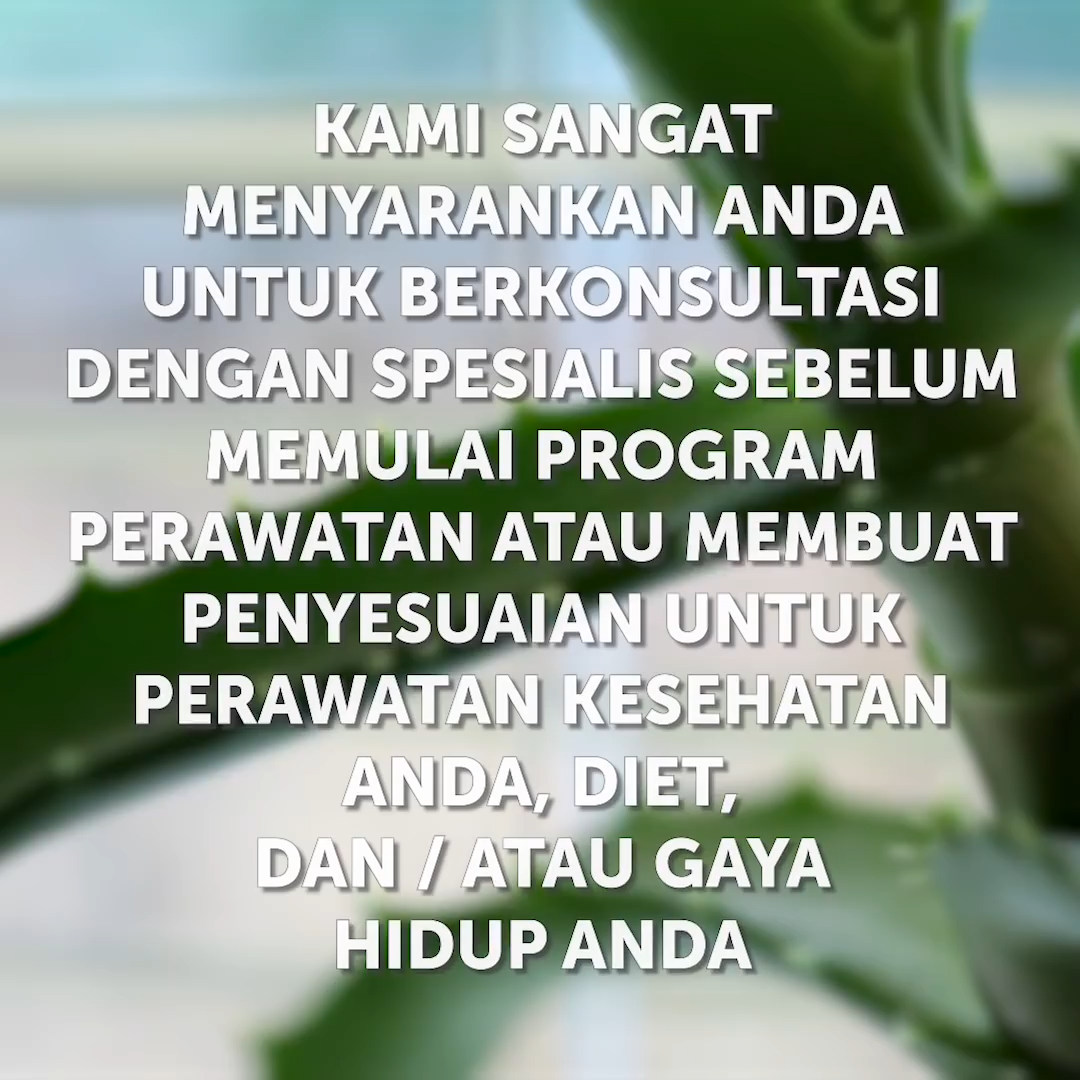 KAMI SANGAT
MENYARANKAN ANDA
UNTUK BERKONSULTASI
DENGAN SPESIALIS SEBELUM
MEMULAI PROGRAM
PERAWATAN ATAU MEMBUAT
PENYESUAIAN UNTUK
PERAWATAN KESEHATAN
ANDA, DIET,
DAN / ATAU GAYA
HIDUP ANDA